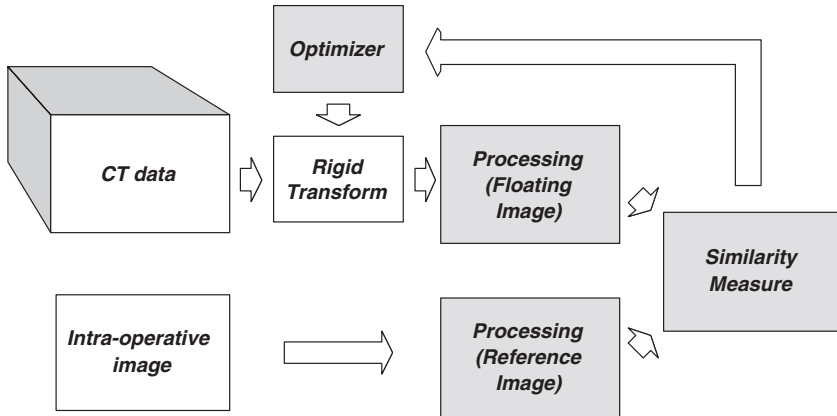 Optimizer
CT data
Rigid
Transform
Processing
(Floating
Image)
Similarity
Measure
Intra-operative
image
Processing
(Reference
Image)